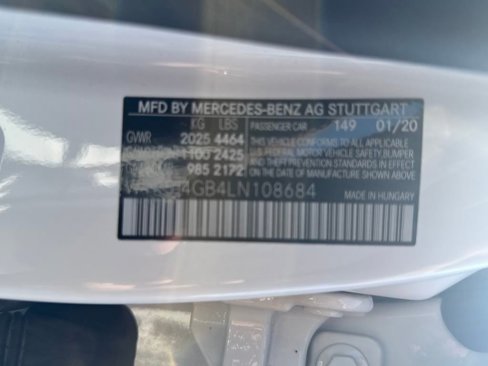 MFD BY MERCEDES-BENZ AG STUTTGART
KG LBS PASSENGER CAR 149 01/20
GVWR 2025 4464 THIS VEHICLE CONFORMS TO ALL APPLICABLE
1100 2425 U.S. FEDERAL MOTOR VEHICLE SAFETY, BUMPER
985 2172 AND THEFT PREVENTION STANDARDS IN EFFECT
ON THE DATE OF MANUFACTURE SHOWN ABOVE.
4GB4LN108684 MADE IN HUNGARY